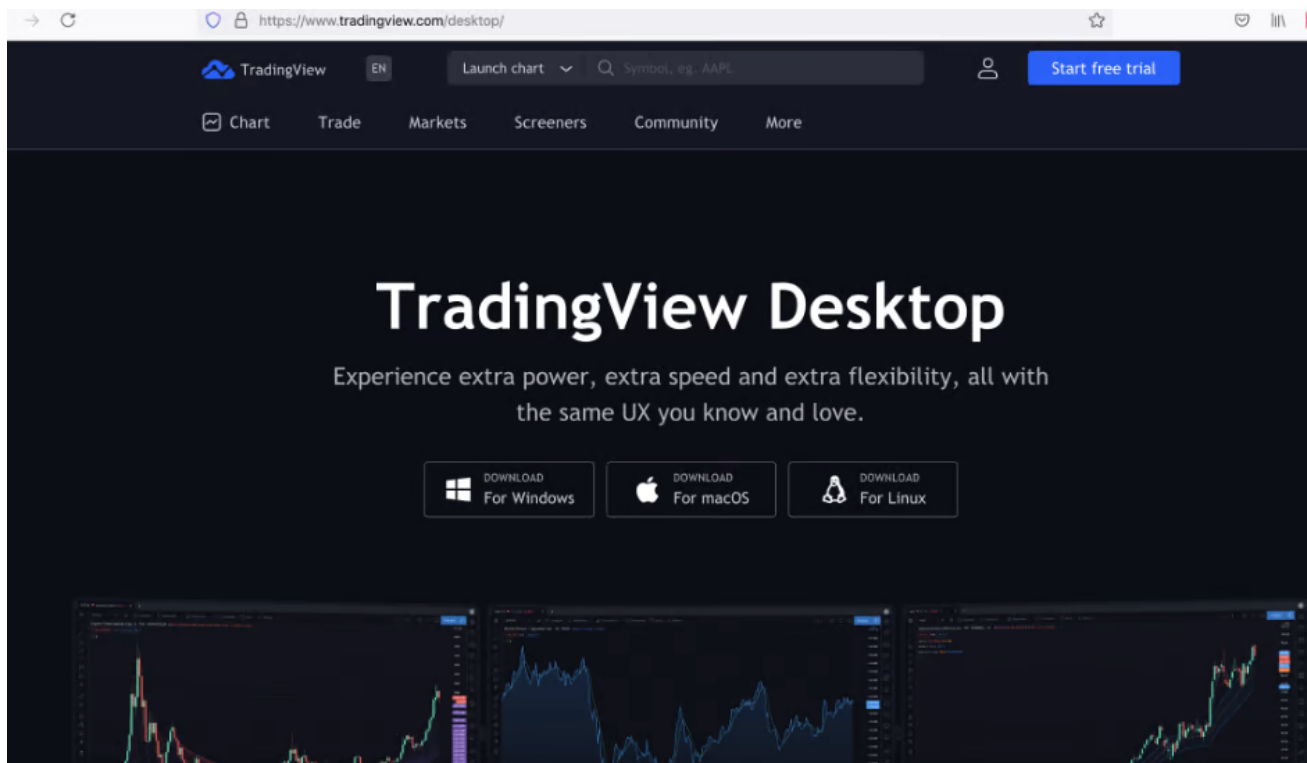 https://www.tradingview.com/desktop/
TradingView EN Launch chart Symbol, eg. AAPL Start free trial
Chart Trade Markets Screeners Community More
TradingView Desktop
Experience extra power, extra speed and extra flexibility, all with
the same UX you know and love.
DOWNLOAD
For Windows
DOWNLOAD
For macOS
DOWNLOAD
For Linux